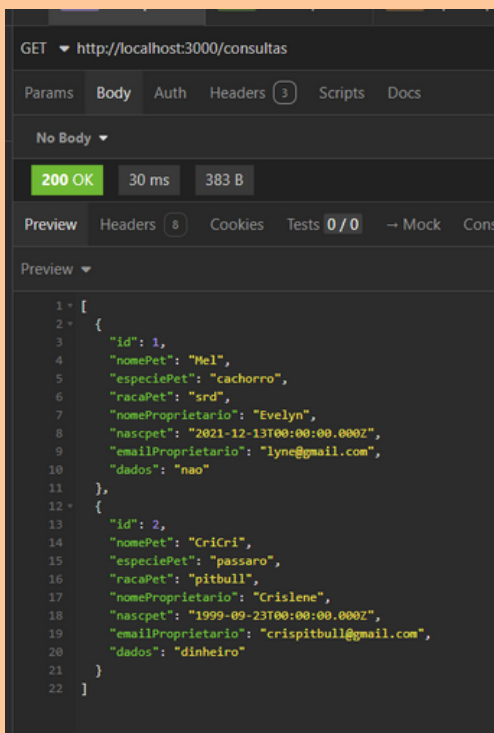 GET http://localhost:3000/consultas
Params Body Auth Headers 3 Scripts Docs
No Body
200 OK 30 ms 383 B
Preview Headers 8 Cookies Tests 0 / 0 → Mock Cons
Preview
1 [
2 {
3 "id": 1,
4 "nomePet": "Mel",
5 "especiePet": "cachorro",
6 "racaPet": "srd",
7 "nomeProprietario": "Evelyn",
8 "nascpet": "2021-12-13T00:00:00.000Z",
9 "emailProprietario": "lyne@gmail.com",
10 "dados": "nao"
11 },
12 {
13 "id": 2,
14 "nomePet": "CriCri",
15 "especiePet": "passaro",
16 "racaPet": "pitbull",
17 "nomeProprietario": "Crislene",
18 "nascpet": "1999-09-23T00:00:00.000Z",
19 "emailProprietario": "crispitbull@gmail.com",
20 "dados": "dinheiro"
21 }
22 ]